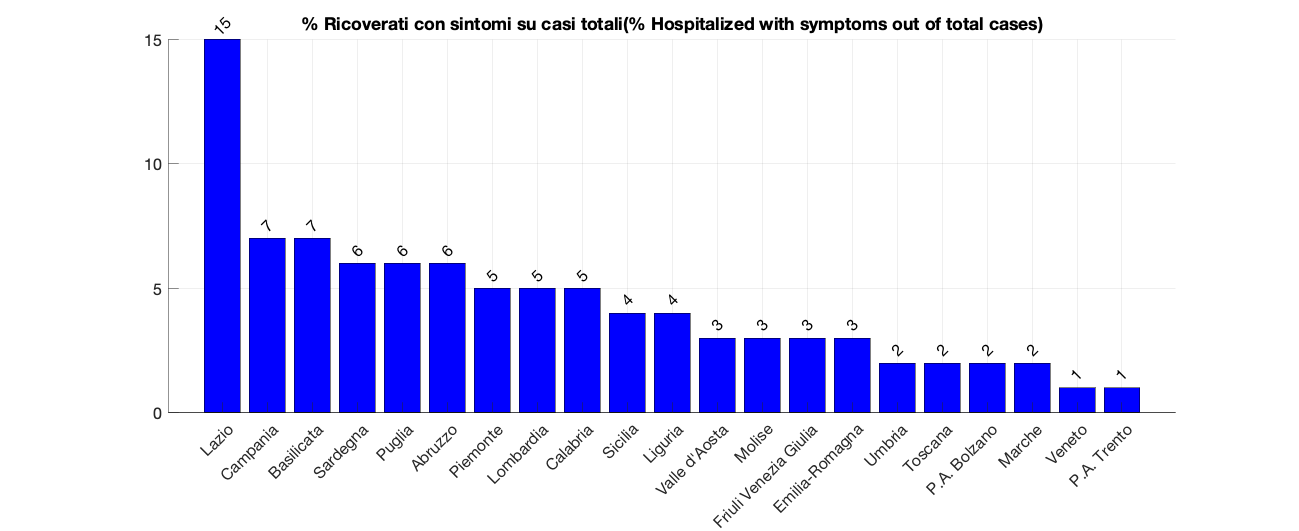 % Ricoverati con sintomi su casi totali(% Hospitalized with symptoms out of total cases)
15
10
5
0
15
7
7
6
6
6
5
5
5
4
4
3
3
3
3
2
2
2
2
1
1
Lazio
Campania
Basilicata
Sardegna
Puglia
Abruzzo
Piemonte
Lombardia
Calabria
Sicilia
Liguria
Valle d'Aosta
Molise
Friuli Venezia Giulia
Emilia-Romagna
Umbria
Toscana
P.A. Bolzano
Marche
Veneto
P.A. Trento